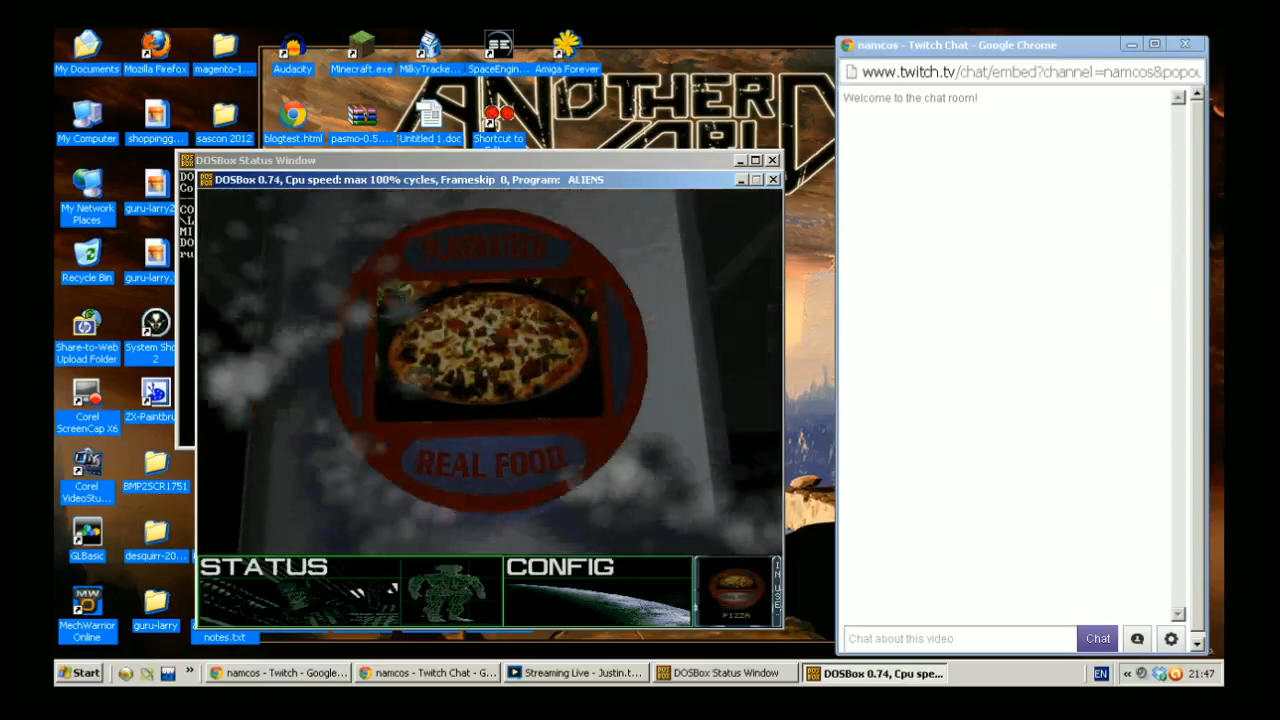 My Documents
Mozilla Firefox
magento-1...
Audacity
Minecraft.exe
MilkyTracke...
SpaceEngin...
Amiga Forever
My Computer
shoppingg...
sascon 2012
blogtest.html
pasmo-0.5....
Untitled 1.doc
Shortcut to
ANOTHER
My Network
Places
guru-larry2
Recycle Bin
guru-larry.
Share-to-Web
Upload Folder
System Sho
2
Corel
ScreenCap X6
ZX-Paintbru
Corel
VideoStu...
BMP2SCR1751
GLBasic
desquirr-20...
MechWarrior
Online
guru-larry
notes.txt
DOSBox Status Window
DOSBox 0.74, Cpu speed: max 100% cycles, Frameskip 0, Program: ALIENS
REAL FOOD
STATUS
CONFIG
PIZZA
IN USE
namcos - Twitch Chat - Google Chrome
www.twitch.tv/chat/embed?channel=namcos&popou
Welcome to the chat room!
Chat about this video
Chat
Start
namcos - Twitch - Google...
namcos - Twitch Chat - G...
Streaming Live - Justin.t...
DOSBox Status Window
DOSBox 0.74, Cpu spe...
EN
21:47